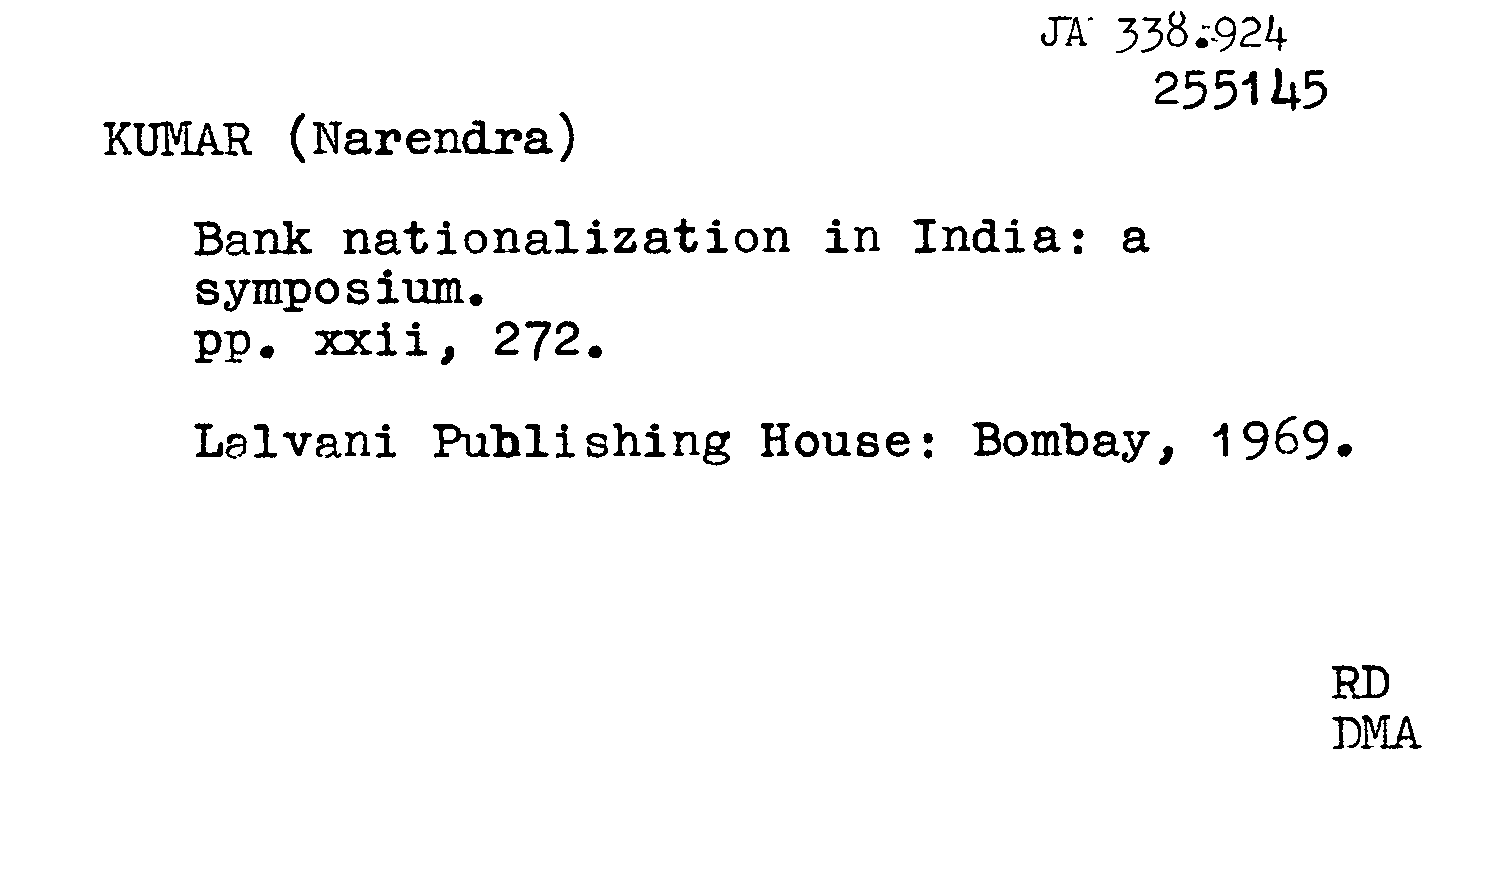 JA 338.924
255145
KUMAR (Narendra)
Bank nationalization in India: a
symposium.
pp. xxii, 272.
Lalvani Publishing House: Bombay, 1969.
RD
DMA